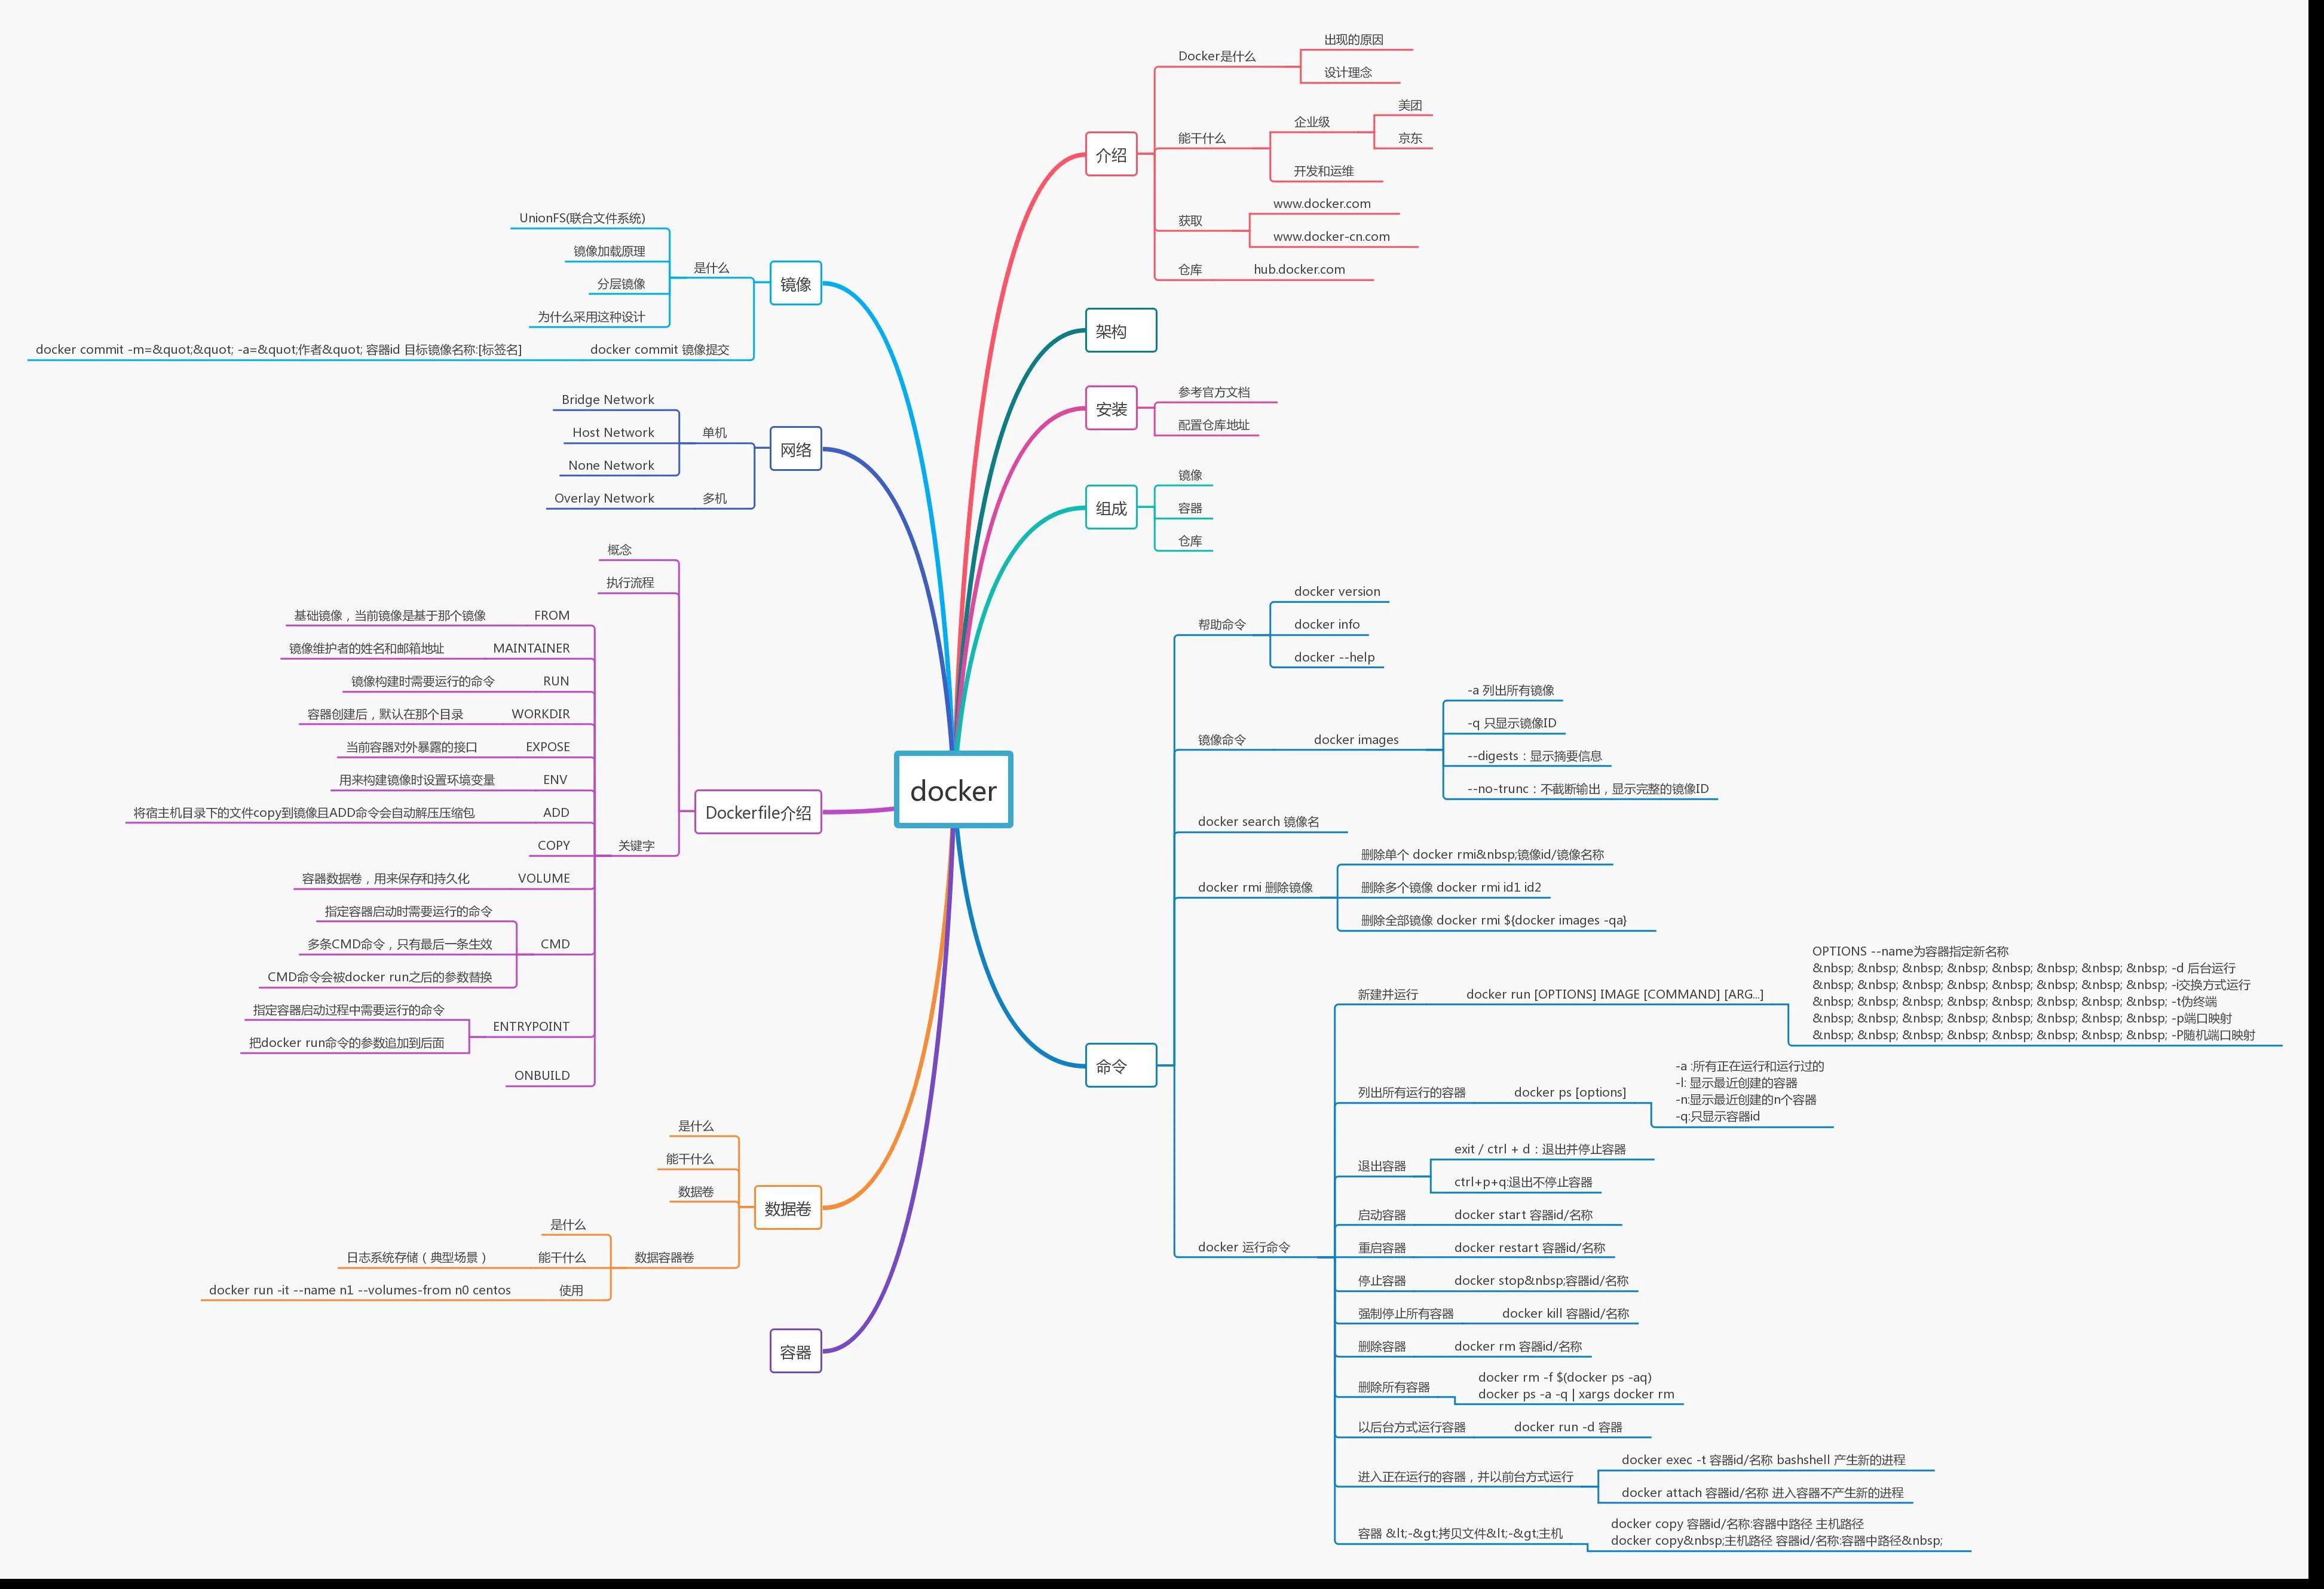 docker
介绍
Docker是什么
出现的原因
设计理念
能干什么
企业级
美团
京东
开发和运维
获取
www.docker.com
www.docker-cn.com
仓库
hub.docker.com
架构
安装
参考官方文档
配置仓库地址
组成
镜像
容器
仓库
命令
帮助命令
docker version
docker info
docker --help
镜像命令
docker images
-a 列出所有镜像
-q 只显示镜像ID
--digests：显示摘要信息
--no-trunc：不截断输出，显示完整的镜像ID
docker search 镜像名
docker rmi 删除镜像
删除单个 docker rmi&nbsp;镜像id/镜像名称
删除多个镜像 docker rmi id1 id2
删除全部镜像 docker rmi ${docker images -qa}
docker 运行命令
新建并运行
docker run [OPTIONS] IMAGE [COMMAND] [ARG...]
OPTIONS --name为容器指定新名称
&nbsp; &nbsp; &nbsp; &nbsp; &nbsp; &nbsp; &nbsp; &nbsp; -d 后台运行
&nbsp; &nbsp; &nbsp; &nbsp; &nbsp; &nbsp; &nbsp; &nbsp; -i交换方式运行
&nbsp; &nbsp; &nbsp; &nbsp; &nbsp; &nbsp; &nbsp; &nbsp; -t伪终端
&nbsp; &nbsp; &nbsp; &nbsp; &nbsp; &nbsp; &nbsp; &nbsp; -p端口映射
&nbsp; &nbsp; &nbsp; &nbsp; &nbsp; &nbsp; &nbsp; &nbsp; -P随机端口映射
列出所有运行的容器
docker ps [options]
-a :所有正在运行和运行过的
-l: 显示最近创建的容器
-n:显示最近创建的n个容器
-q:只显示容器id
退出容器
exit / ctrl + d：退出并停止容器
ctrl+p+q:退出不停止容器
启动容器
docker start 容器id/名称
重启容器
docker restart 容器id/名称
停止容器
docker stop&nbsp;容器id/名称
强制停止所有容器
docker kill 容器id/名称
删除容器
docker rm 容器id/名称
删除所有容器
docker rm -f $(docker ps -aq)
docker ps -a -q | xargs docker rm
以后台方式运行容器
docker run -d 容器
进入正在运行的容器，并以前台方式运行
docker exec -t 容器id/名称 bashshell 产生新的进程
docker attach 容器id/名称 进入容器不产生新的进程
容器 &lt;-&gt;拷贝文件&lt;-&gt;主机
docker copy 容器id/名称:容器中路径 主机路径
docker copy&nbsp;主机路径 容器id/名称:容器中路径&nbsp;
镜像
是什么
UnionFS(联合文件系统)
镜像加载原理
分层镜像
为什么采用这种设计
docker commit 镜像提交
docker commit -m=&quot;&quot; -a=&quot;作者&quot; 容器id 目标镜像名称:[标签名]
网络
单机
Bridge Network
Host Network
None Network
多机
Overlay Network
Dockerfile介绍
概念
执行流程
关键字
FROM
基础镜像，当前镜像是基于那个镜像
MAINTAINER
镜像维护者的姓名和邮箱地址
RUN
镜像构建时需要运行的命令
WORKDIR
容器创建后，默认在那个目录
EXPOSE
当前容器对外暴露的接口
ENV
用来构建镜像时设置环境变量
ADD
将宿主机目录下的文件copy到镜像且ADD命令会自动解压压缩包
COPY
VOLUME
容器数据卷，用来保存和持久化
CMD
指定容器启动时需要运行的命令
多条CMD命令，只有最后一条生效
CMD命令会被docker run之后的参数替换
ENTRYPOINT
指定容器启动过程中需要运行的命令
把docker run命令的参数追加到后面
ONBUILD
数据卷
是什么
能干什么
数据卷
数据容器卷
是什么
能干什么
日志系统存储（典型场景）
使用
docker run -it --name n1 --volumes-from n0 centos
容器